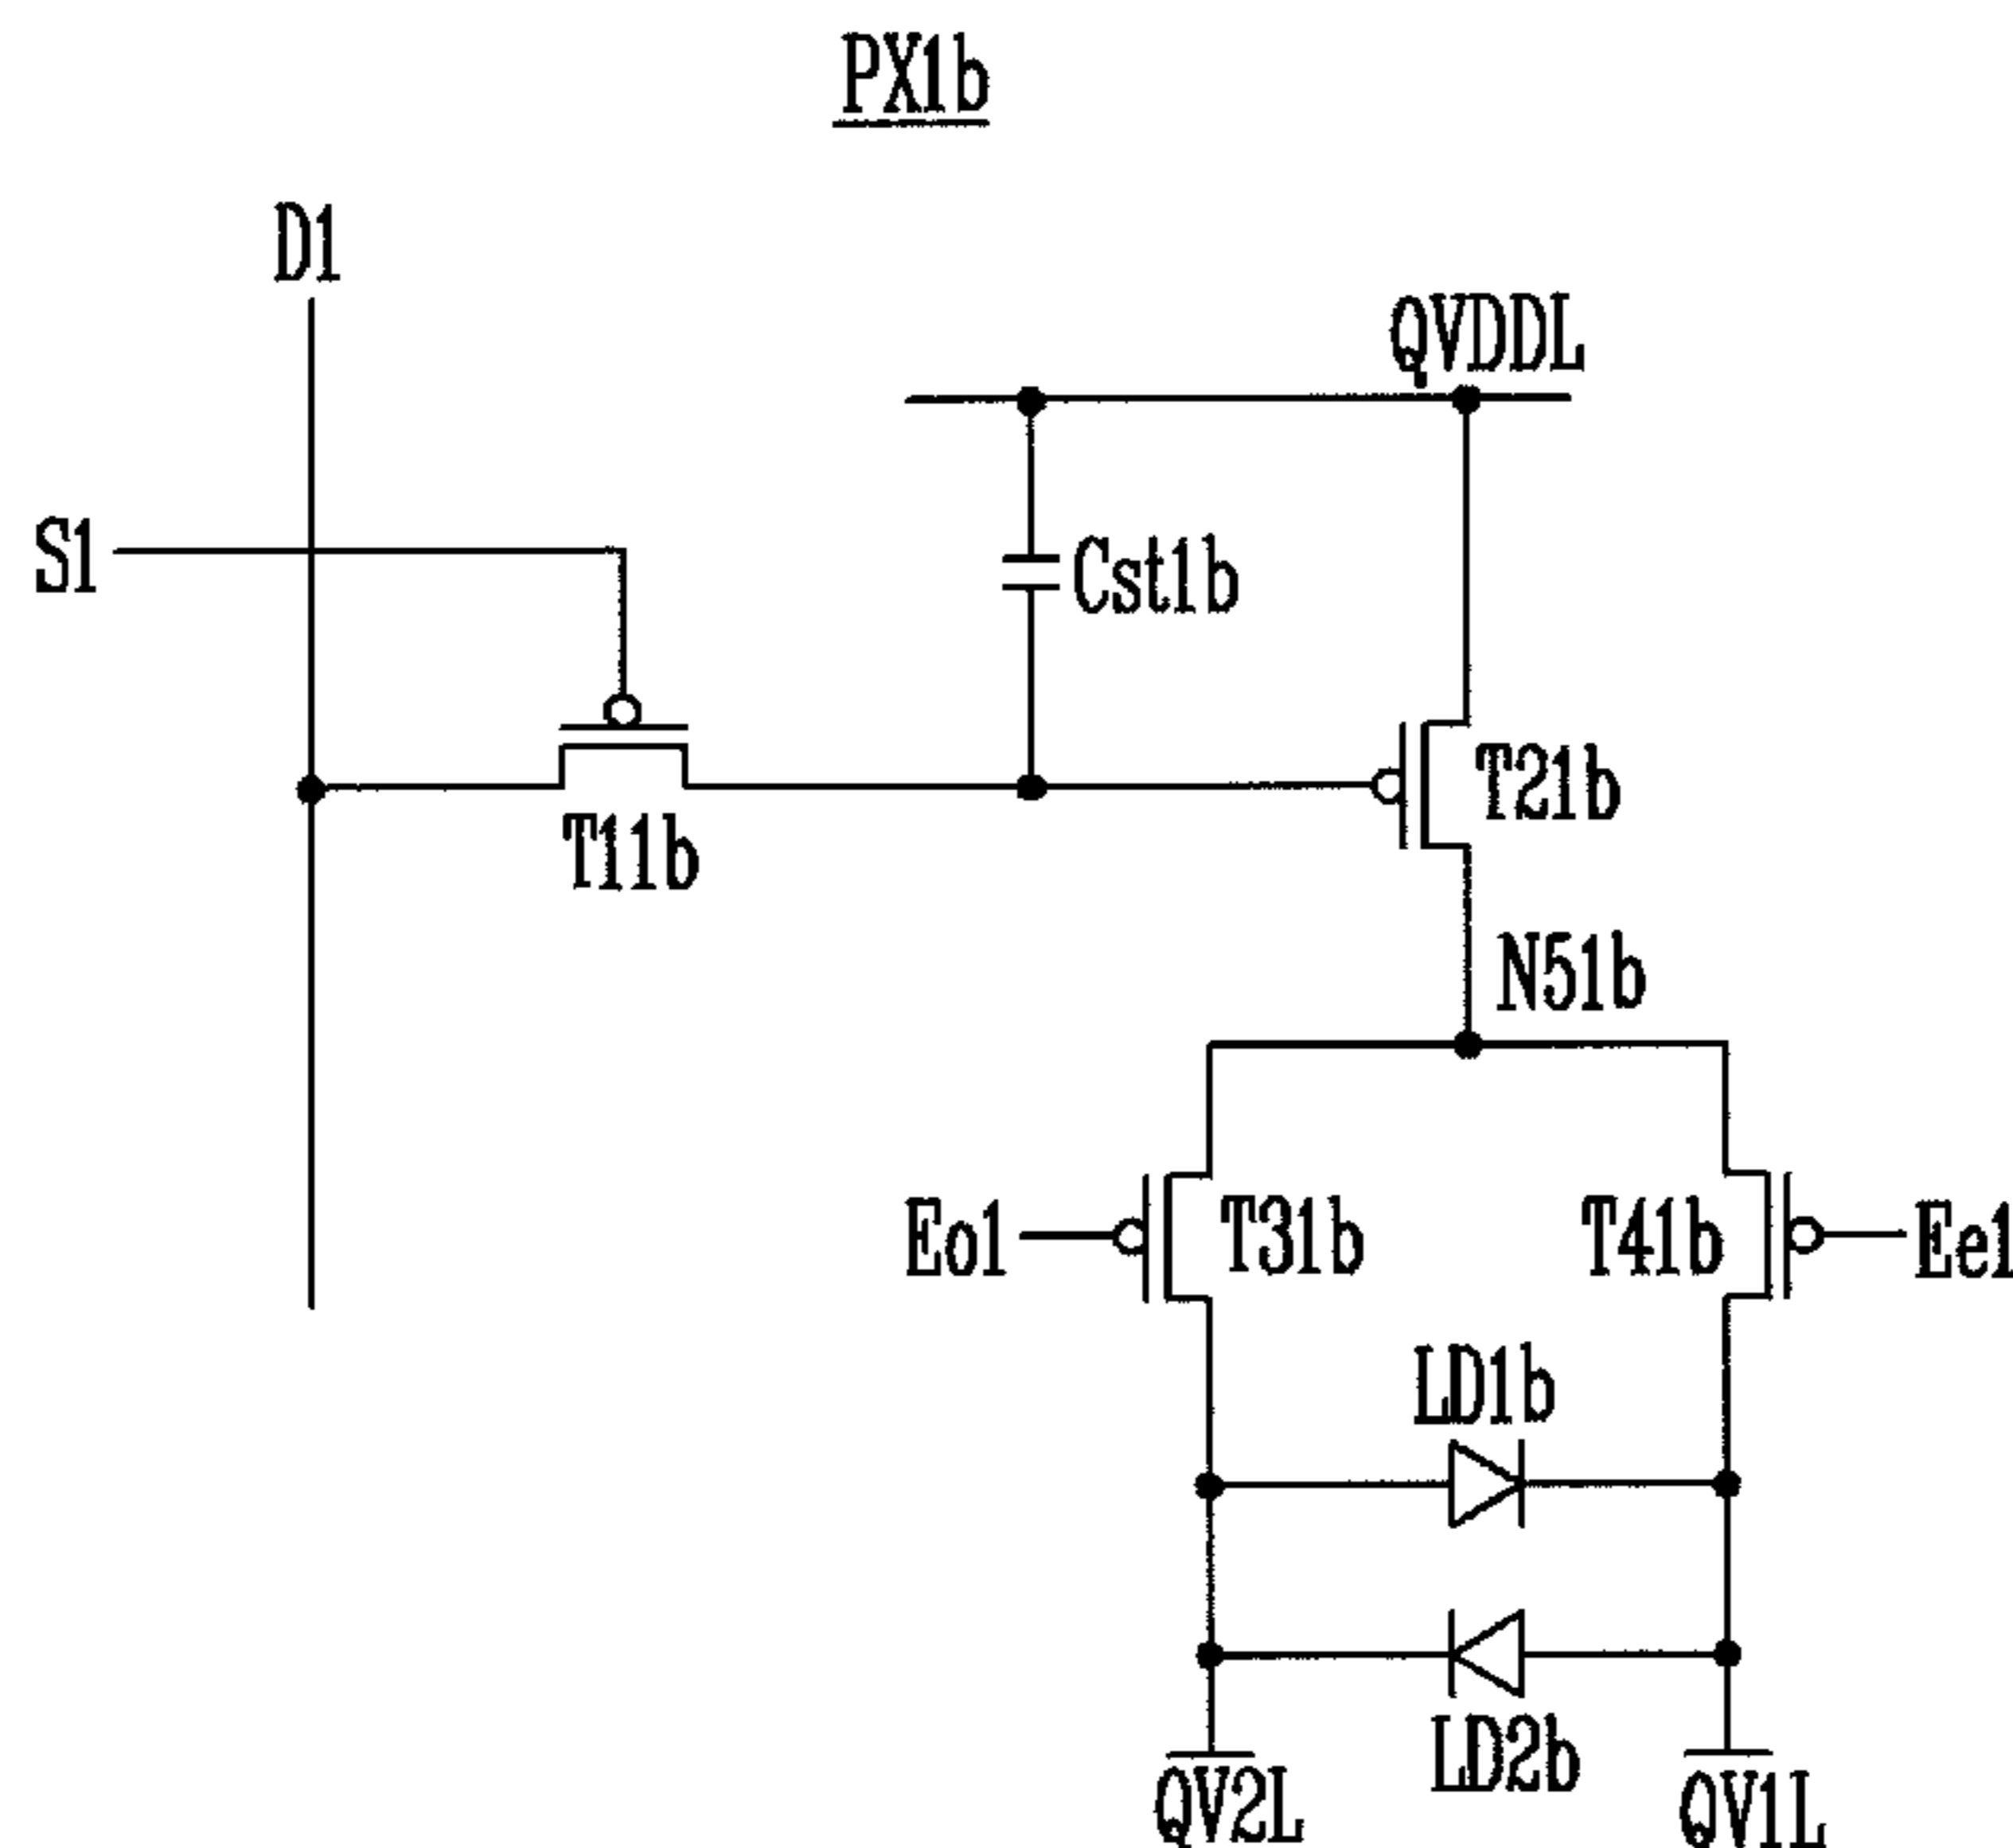 PX1b
D1
QVDDL
S1
Cst1b
T21b
T11b
N51b
Eo1
T31b
T41b
Ee1
LD1b
LD2b
QV2L
QV1L